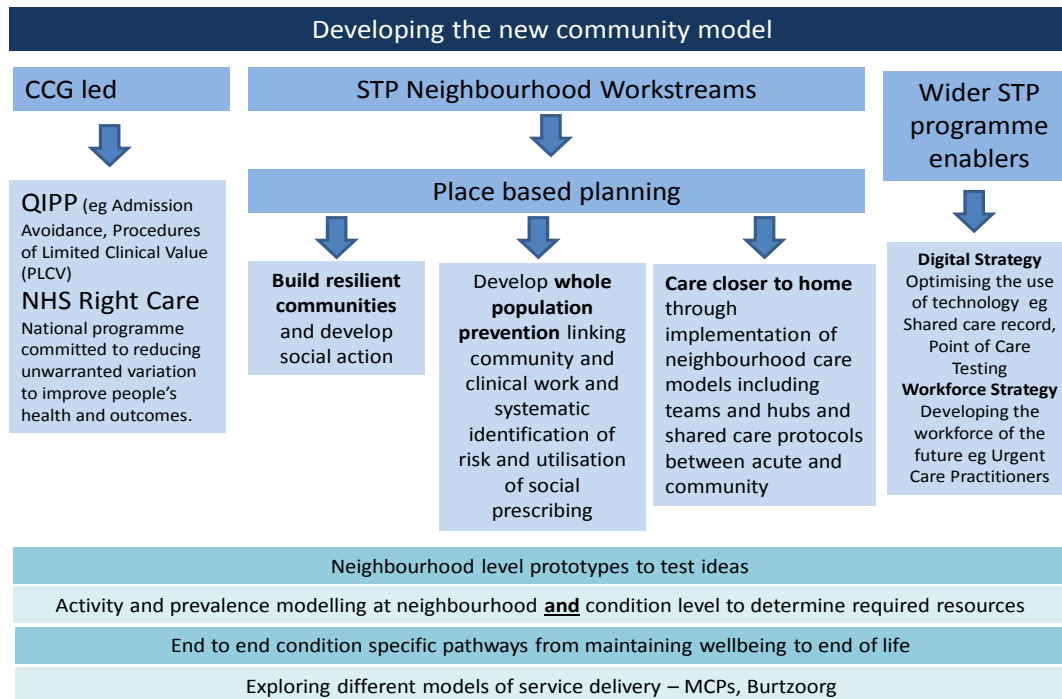 Developing the new community model
CCG led
STP Neighbourhood Workstreams
Wider STP
programme
enablers
Place based planning
QIPP (eg Admission
Avoidance, Procedures
of Limited Clinical Value
(PLCV)
NHS Right Care
National programme
committed to reducing
unwarranted variation
to improve people's
health and outcomes.
Build resilient
communities
and develop
social action
Develop whole
population
prevention linking
community and
clinical work and
systematic
identification of
risk and utilisation
of social
prescribing
Care closer to home
through
implementation of
neighbourhood care
models including
teams and hubs and
shared care protocols
between acute and
community
Digital Strategy
Optimising the use
of technology eg
Shared care record,
Point of Care
Testing
Workforce Strategy
Developing the
workforce of the
future eg Urgent
Care Practitioners
Neighbourhood level prototypes to test ideas
Activity and prevalence modelling at neighbourhood and condition level to determine required resources
End to end condition specific pathways from maintaining wellbeing to end of life
Exploring different models of service delivery – MCPs, Burtzoorg